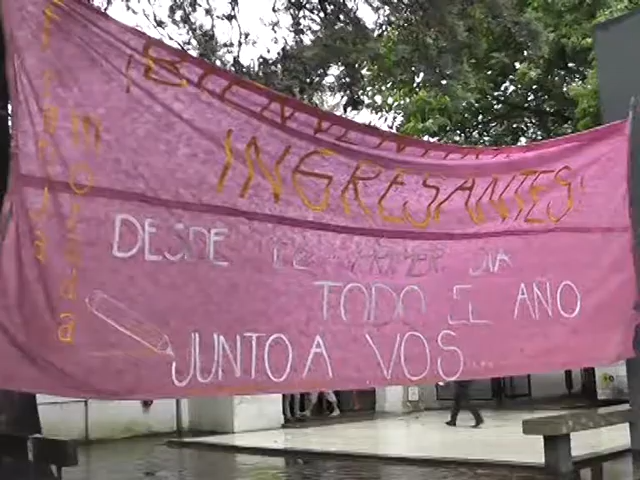 INGRESANTES!
DESDE EL PRIMER DIA
TODO EL AÑO
JUNTO A VOS...